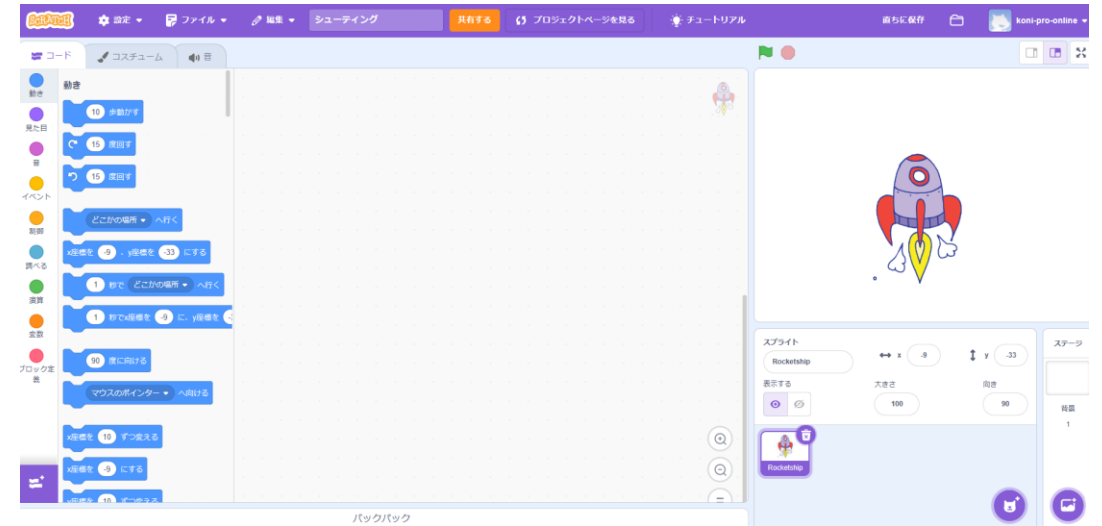 SCRATCH 設定 ファイル 編集 シューティング 共有する プロジェクトページを見る チュートリアル 直ちに保存 koni-pro-online
コード コスチューム 音
動き
見た目
音
イベント
制御
調べる
演算
変数
ブロック定義
動き
10 歩動かす
15 度回す
15 度回す
どこかの場所 へ行く
x座標を -9 、y座標を -33 にする
1 秒で どこかの場所 へ行く
1 秒でx座標を -9 に、y座標を
90 度に向ける
マウスのポインター へ向ける
x座標を 10 ずつ変える
x座標を -9 にする
y座標を 10 ずつ変える
バックパック
スプライト
Rocketship x -9 y -33
表示する 大きさ 100 向き 90
Rocketship
ステージ
背景
1